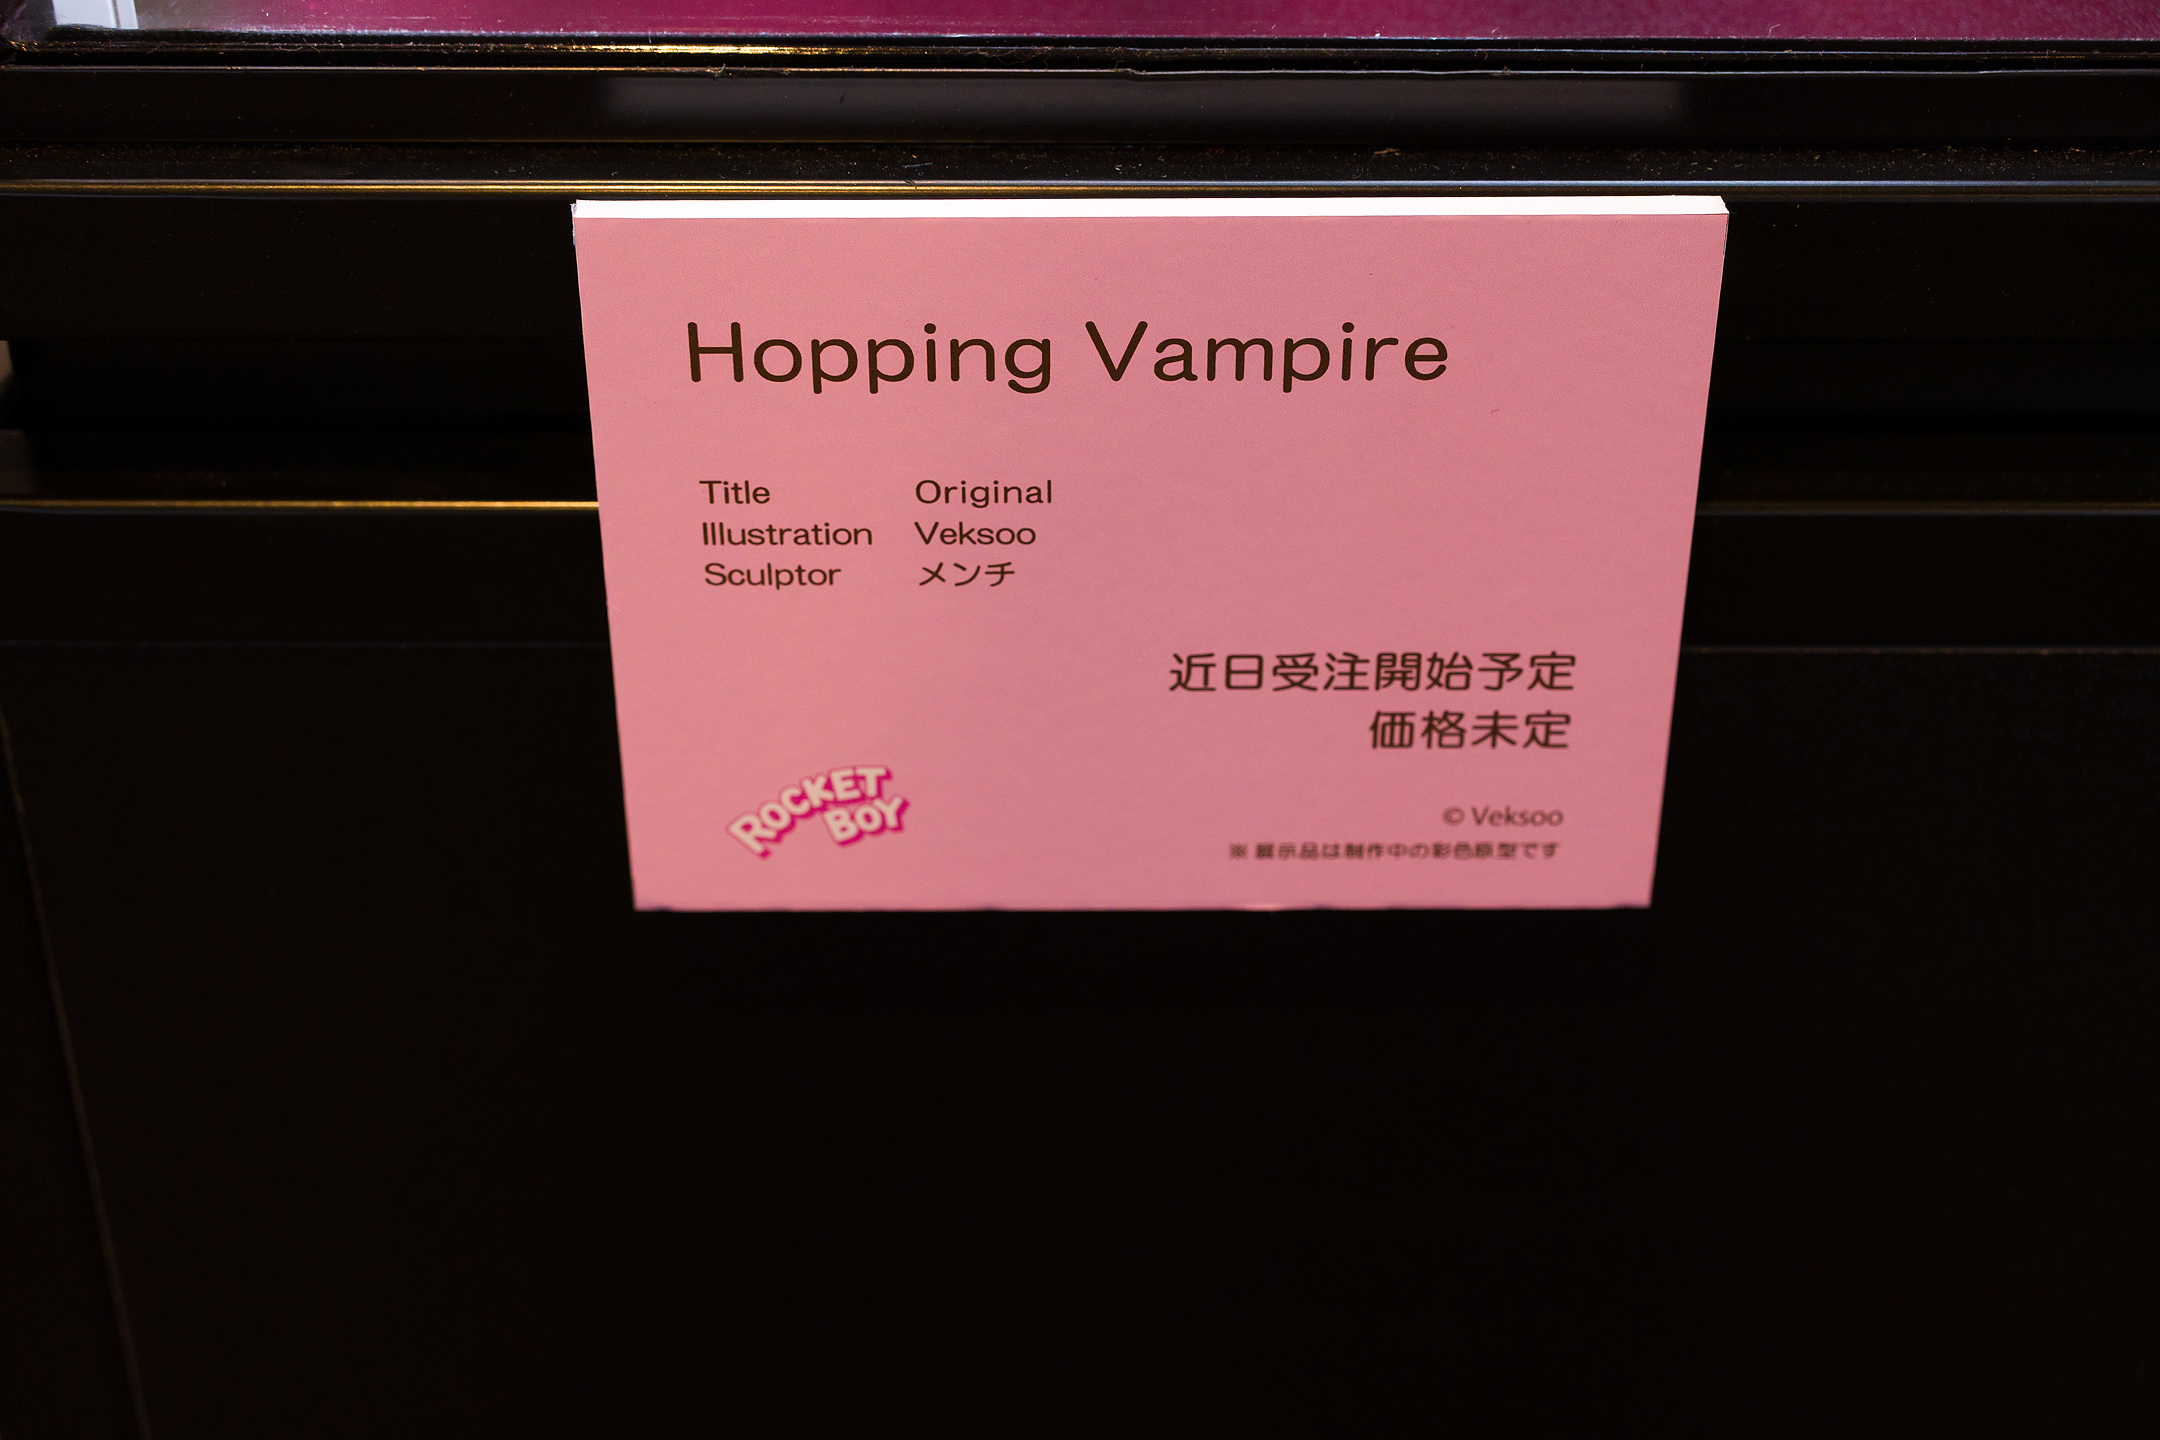 Hopping Vampire
Title Original
Illustration Veksoo
Sculptor メンチ
近日受注開始予定
価格未定
ROCKET
BOY
© Veksoo
※ 展示品は制作中の彩色原型です